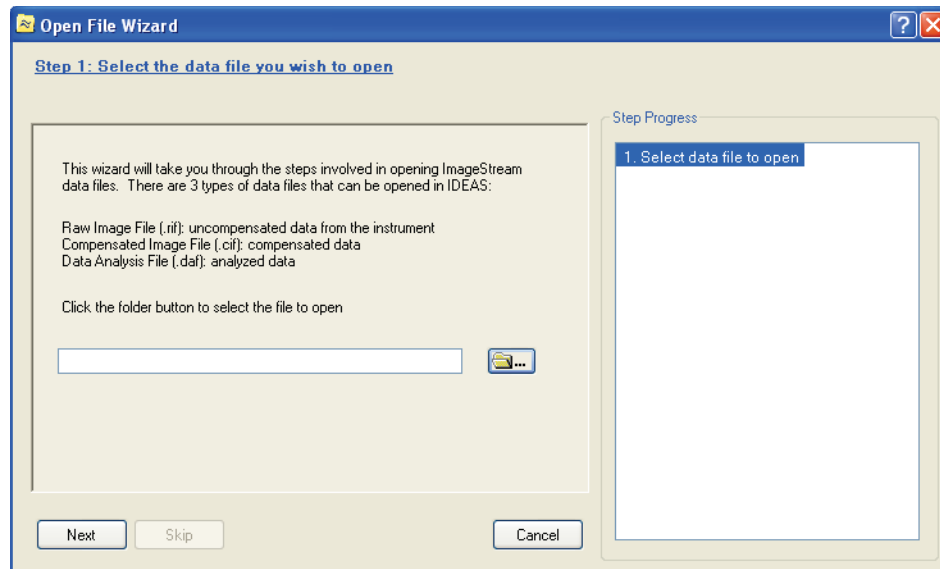 Open File Wizard
Step 1: Select the data file you wish to open
This wizard will take you through the steps involved in opening ImageStream
data files. There are 3 types of data files that can be opened in IDEAS:
Raw Image File (.rif): uncompensated data from the instrument
Compensated Image File (.cif): compensated data
Data Analysis File (.daf): analyzed data
Click the folder button to select the file to open
...
Next
Skip
Cancel
Step Progress
1. Select data file to open